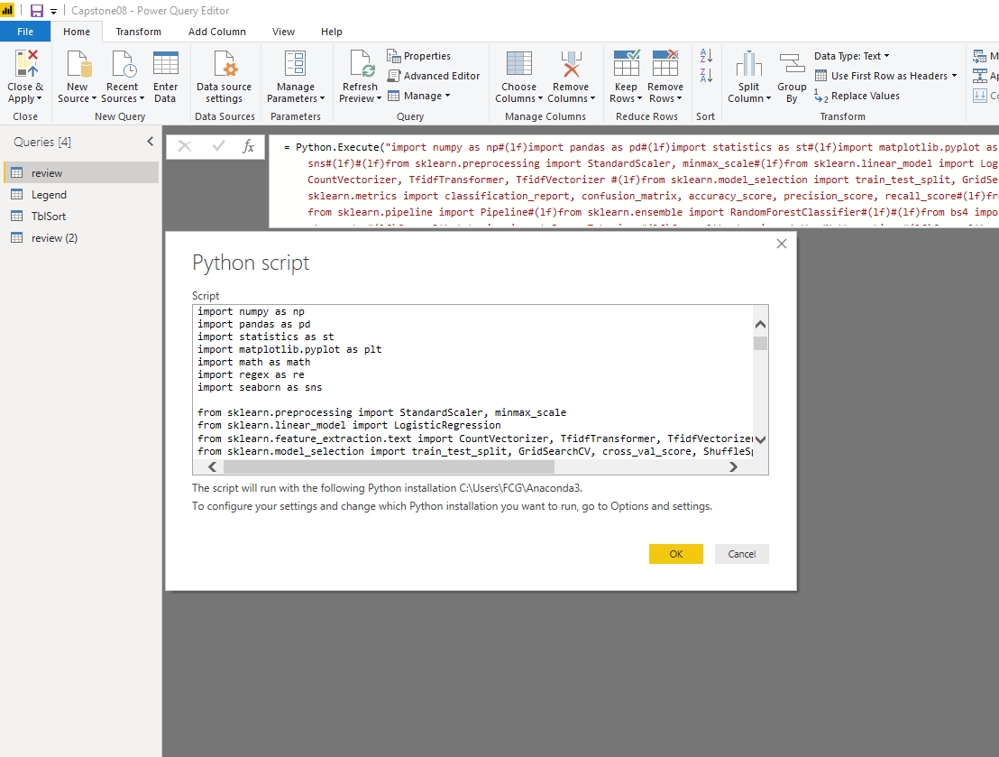 Capstone08 - Power Query Editor
File Home Transform Add Column View Help
Close & Apply
New Source
Recent Sources
Enter Data
Data source settings
Manage Parameters
Refresh Preview
Properties
Advanced Editor
Manage
Choose Columns
Remove Columns
Keep Rows
Remove Rows
Split Column
Group By
Data Type: Text
Use First Row as Headers
Replace Values
Close New Query Data Sources Parameters Query Manage Columns Reduce Rows Sort Transform
Queries [4]
review
Legend
TblSort
review (2)
fx
= Python.Execute("import numpy as np#(lf)import pandas as pd#(lf)import statistics as st#(lf)import matplotlib.pyplot as
sns#(lf)#(lf)from sklearn.preprocessing import StandardScaler, minmax_scale#(lf)from sklearn.linear_model import Log
CountVectorizer, TfidfTransformer, TfidfVectorizer #(lf)from sklearn.model_selection import train_test_split, GridSea
sklearn.metrics import classification_report, confusion_matrix, accuracy_score, precision_score, recall_score#(lf)fr
from sklearn.pipeline import Pipeline#(lf)from sklearn.ensemble import RandomForestClassifier#(lf)#(lf)from bs4 impo
Python script
Script
import numpy as np
import pandas as pd
import statistics as st
import matplotlib.pyplot as plt
import math as math
import regex as re
import seaborn as sns
from sklearn.preprocessing import StandardScaler, minmax_scale
from sklearn.linear_model import LogisticRegression
from sklearn.feature_extraction.text import CountVectorizer, TfidfTransformer, TfidfVectorizer
from sklearn.model_selection import train_test_split, GridSearchCV, cross_val_score, ShuffleSp
The script will run with the following Python installation C:\Users\FCG\Anaconda3.
To configure your settings and change which Python installation you want to run, go to Options and settings.
OK Cancel